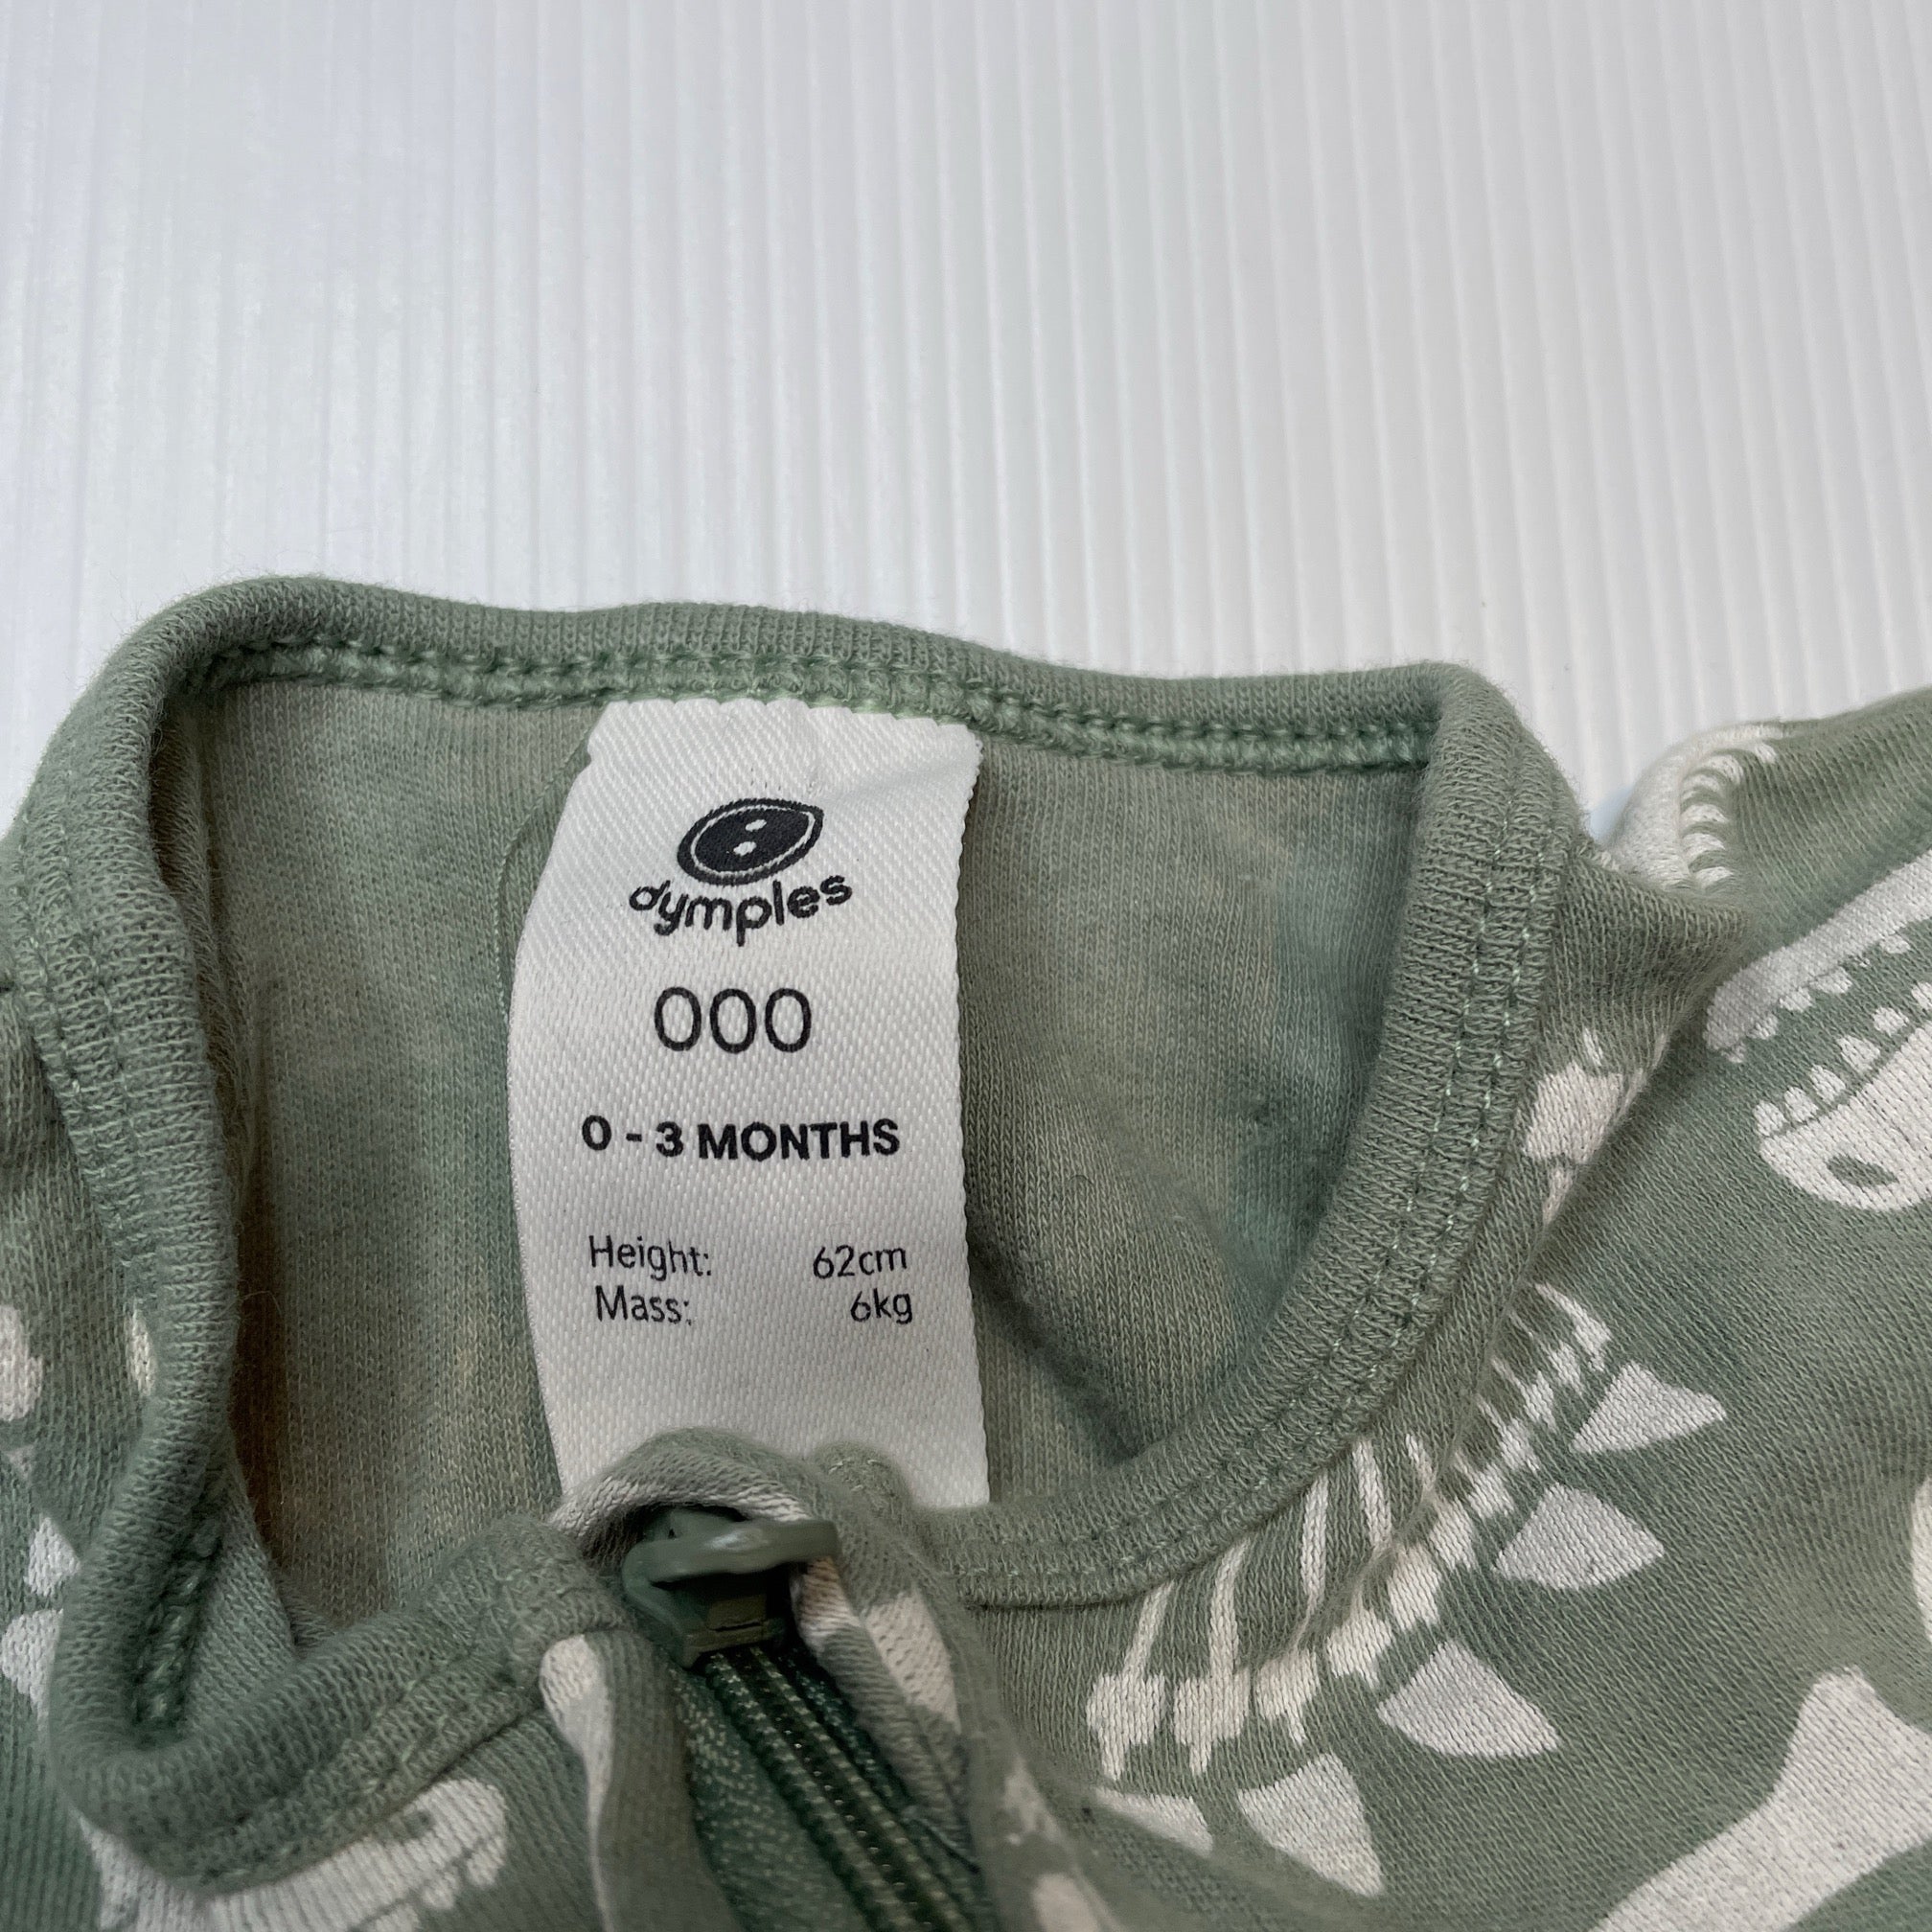 dymples
000
0 - 3 MONTHS
Height: 62cm
Mass: 6kg